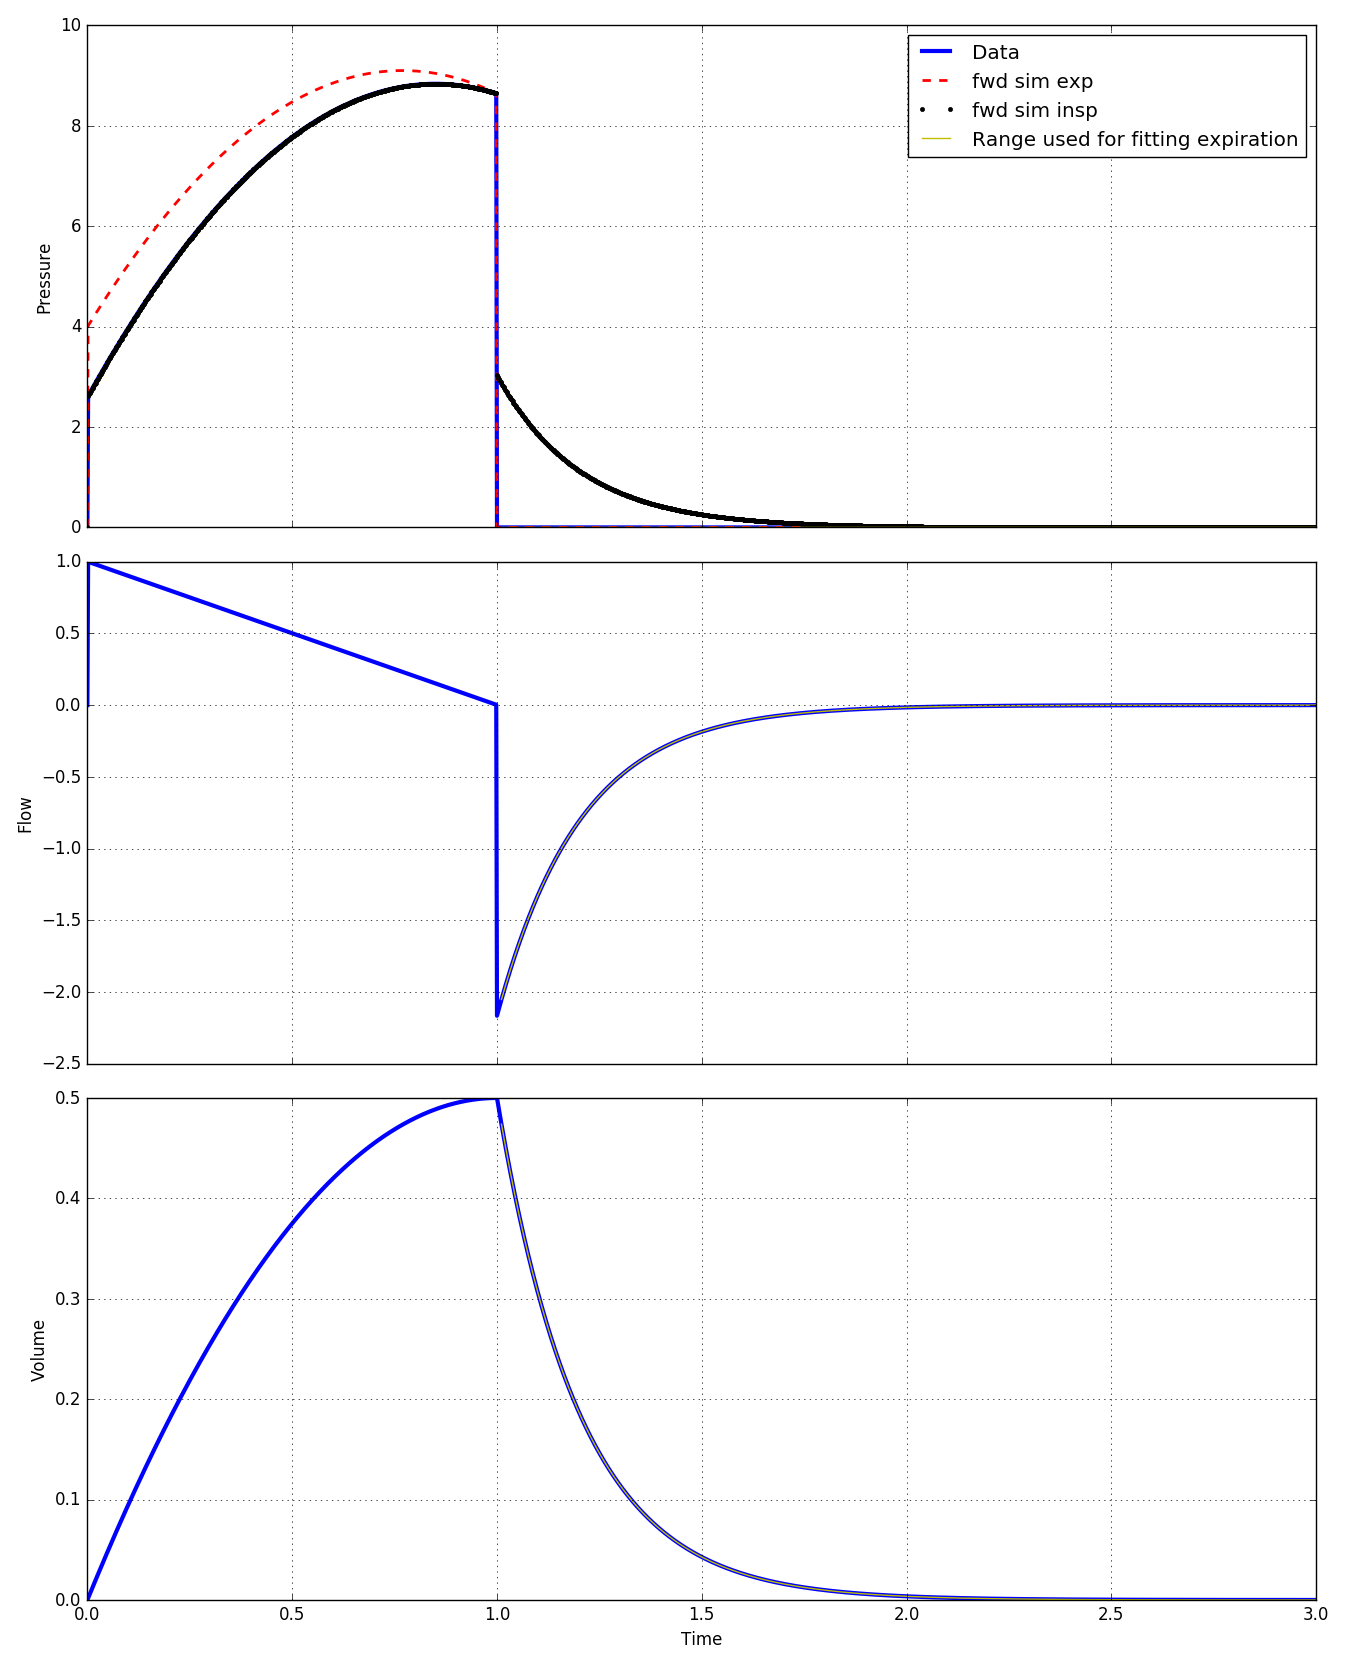 10
8
6
4
2
0
Pressure
Data
fwd sim exp
fwd sim insp
Range used for fitting expiration
1.0
0.5
0.0
−0.5
−1.0
−1.5
−2.0
−2.5
Flow
0.5
0.4
0.3
0.2
0.1
0.0
Volume
0.0 0.5 1.0 1.5 2.0 2.5 3.0
Time